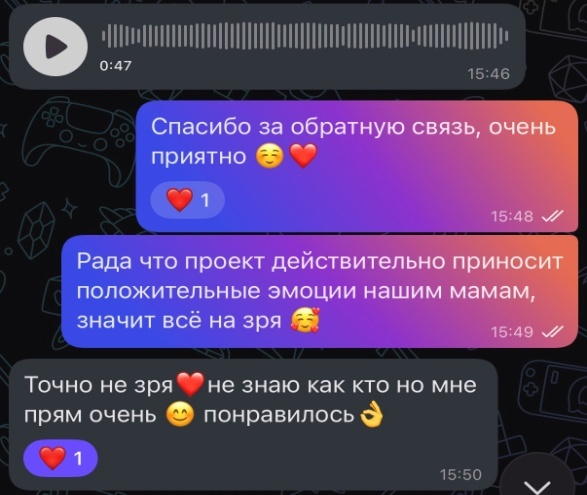 0:47
15:46
Спасибо за обратную связь, очень
приятно ☺️❤️
❤️ 1
15:48
Рада что проект действительно приносит
положительные эмоции нашим мамам,
значит всё на зря 🥰
15:49
Точно не зря❤️не знаю как кто но мне
прям очень 😊 понравилось👌
❤️ 1
15:50